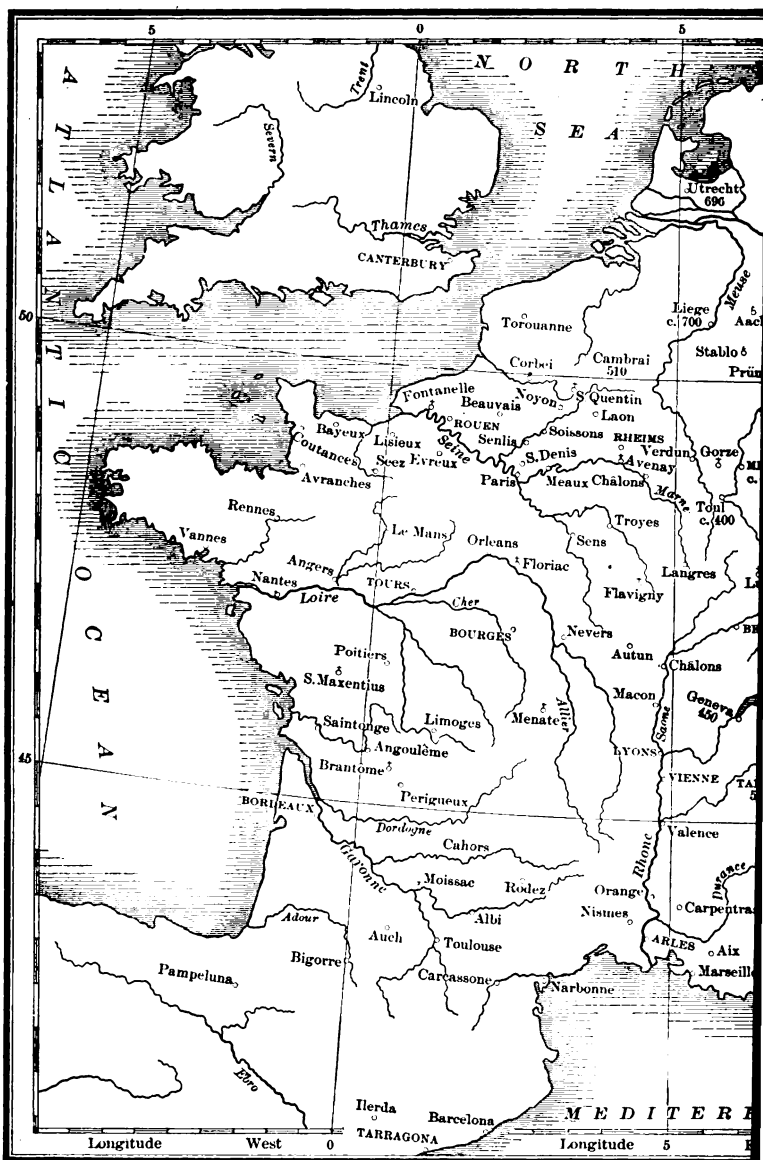 5
0
5
ATLANTIC OCEAN
NORTH
SEA
Trent
Lincoln
Severn
Utrecht
696
Thames
CANTERBURY
Meuse
50
Liege
c. 700
Torouanne
Stablo
Corbei
Cambrai
510
Fontanelle
Noyon
S. Quentin
Beauvais
Laon
ROUEN
Bayeux
Lisieux
Senlis
Soissons
RHEIMS
Coutances
Seine
Verdun
Gorze
Seez
Evreux
S. Denis
Avenay
Avranches
Paris
Meaux
Châlons
Marne
Toul
c. 400
Rennes
Troyes
Le Mans
Orleans
Sens
Vannes
Angers
Floriac
Langres
Nantes
TOURS
Flavigny
Loire
Cher
BOURGES
Nevers
Poitiers
Autun
Châlons
S. Maxentius
Macon
Geneva
450
Saintonge
Limoges
Menate
Allier
Saone
Angoulême
LYONS
45
Brantome
VIENNE
Perigueux
BORDEAUX
Dordogne
Valence
Cahors
Garonne
Rhone
Durance
Moissac
Rodez
Orange
Adour
Albi
Nismes
Carpentras
Auch
Toulouse
ARLES
Aix
Bigorre
Pampeluna
Carcassone
Marseill
Narbonne
Ebro
Ilerda
Barcelona
MEDITER
TARRAGONA
Longitude West 0
Longitude 5